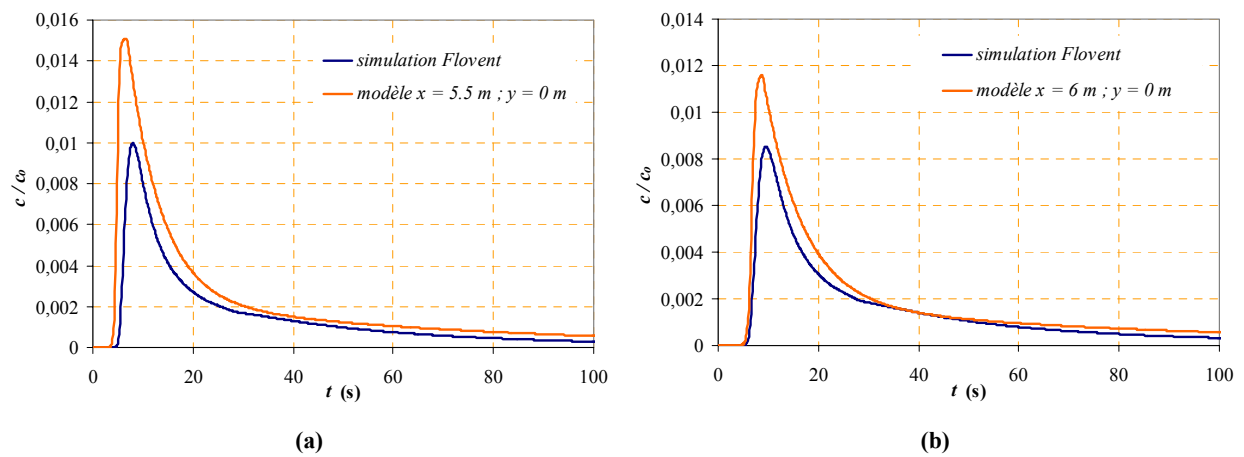 0,016
0,014
0,012
0,01
0,008
0,006
0,004
0,002
0
c / c₀
0
20
40
60
80
100
t (s)
simulation Flovent
modèle x = 5.5 m ; y = 0 m
(a)
0,014
0,012
0,01
0,008
0,006
0,004
0,002
0
c / c₀
0
20
40
60
80
100
t (s)
simulation Flovent
modèle x = 6 m ; y = 0 m
(b)